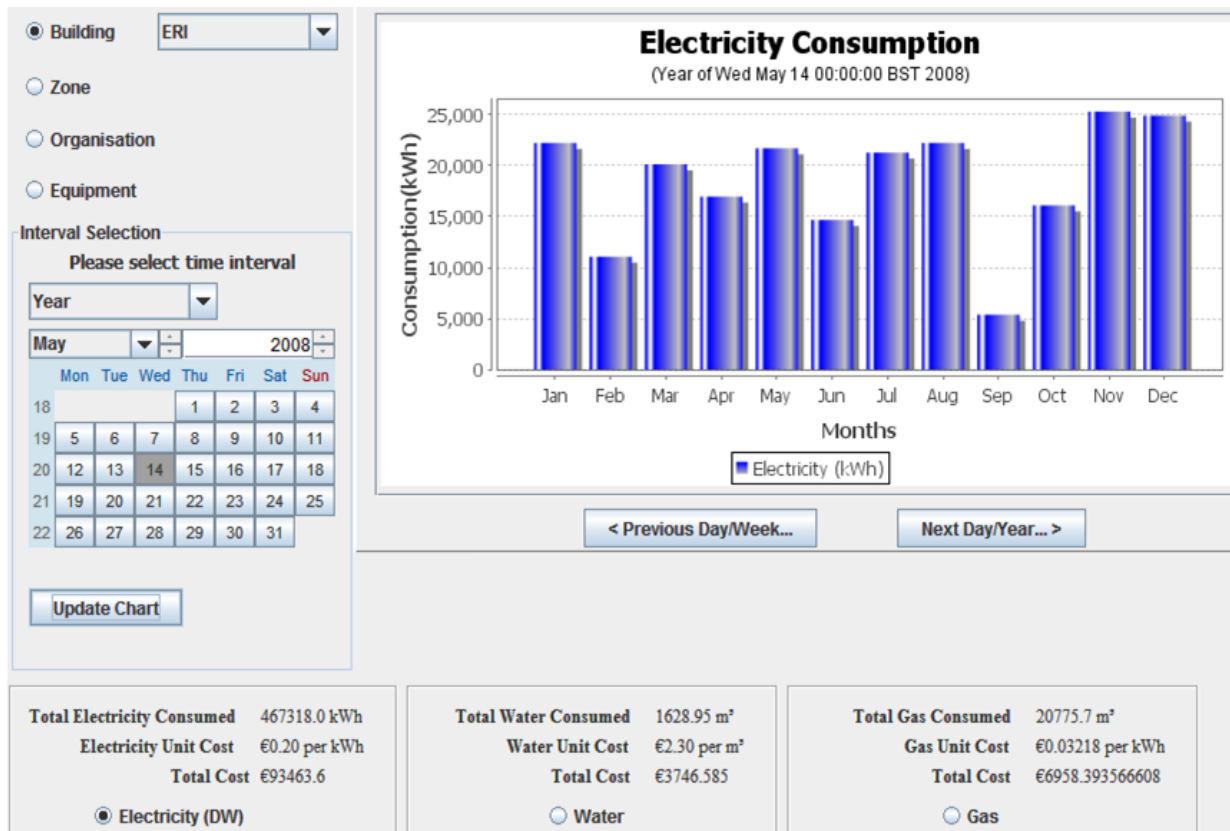 Building ERI
Zone
Organisation
Equipment
Interval Selection
Please select time interval
Year
May 2008
Mon Tue Wed Thu Fri Sat Sun
18 1 2 3 4
19 5 6 7 8 9 10 11
20 12 13 14 15 16 17 18
21 19 20 21 22 23 24 25
22 26 27 28 29 30 31
Update Chart
Electricity Consumption
(Year of Wed May 14 00:00:00 BST 2008)
Consumption(kWh)
25,000
20,000
15,000
10,000
5,000
0
Jan Feb Mar Apr May Jun Jul Aug Sep Oct Nov Dec
Months
Electricity (kWh)
< Previous Day/Week... Next Day/Year... >
Total Electricity Consumed 467318.0 kWh
Electricity Unit Cost €0.20 per kWh
Total Cost €93463.6
Electricity (DW)
Total Water Consumed 1628.95 m³
Water Unit Cost €2.30 per m³
Total Cost €3746.585
Water
Total Gas Consumed 20775.7 m³
Gas Unit Cost €0.03218 per kWh
Total Cost €6958.393566608
Gas